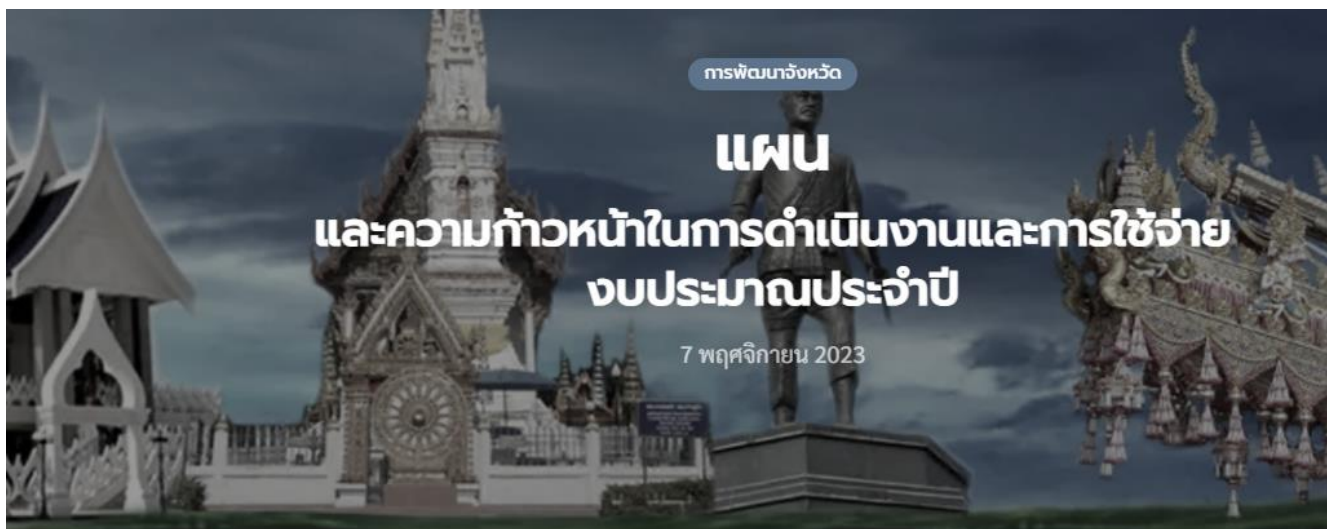 การพัฒนาจังหวัด
แผน
และความก้าวหน้าในการดำเนินงานและการใช้จ่าย
งบประมาณประจำปี
7 พฤศจิกายน 2023